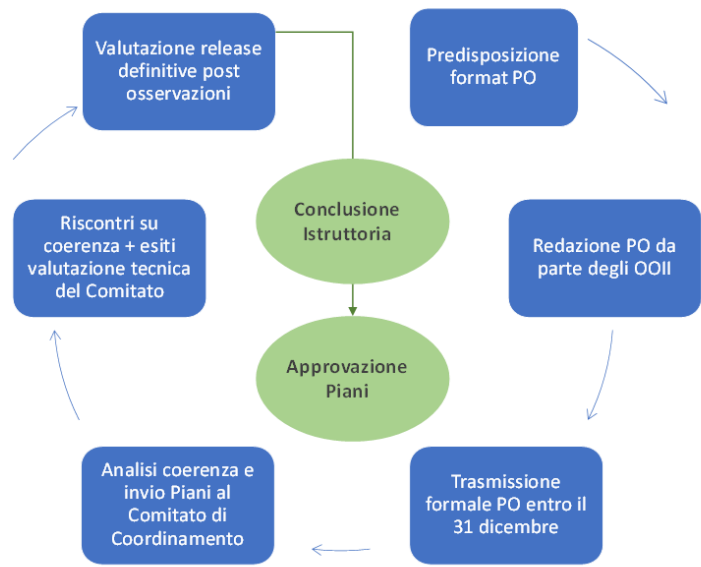 Predisposizione
format PO
Redazione PO da
parte degli OOII
Trasmissione
formale PO entro il
31 dicembre
Analisi coerenza e
invio Piani al
Comitato di
Coordinamento
Riscontri su
coerenza + esiti
valutazione tecnica
del Comitato
Valutazione release
definitive post
osservazioni
Conclusione
Istruttoria
Approvazione
Piani